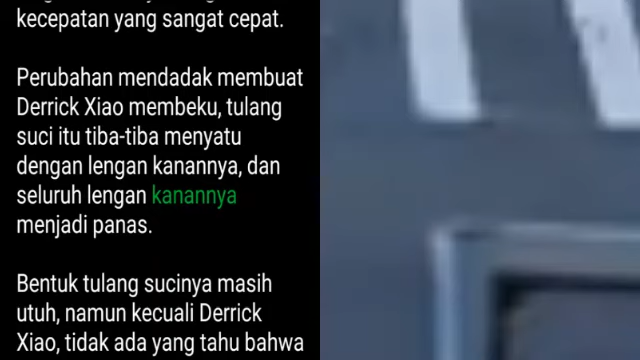 kecepatan yang sangat cepat.
Perubahan mendadak membuat
Derrick Xiao membeku, tulang
suci itu tiba-tiba menyatu
dengan lengan kanannya, dan
seluruh lengan kanannya
menjadi panas.
Bentuk tulang sucinya masih
utuh, namun kecuali Derrick
Xiao, tidak ada yang tahu bahwa